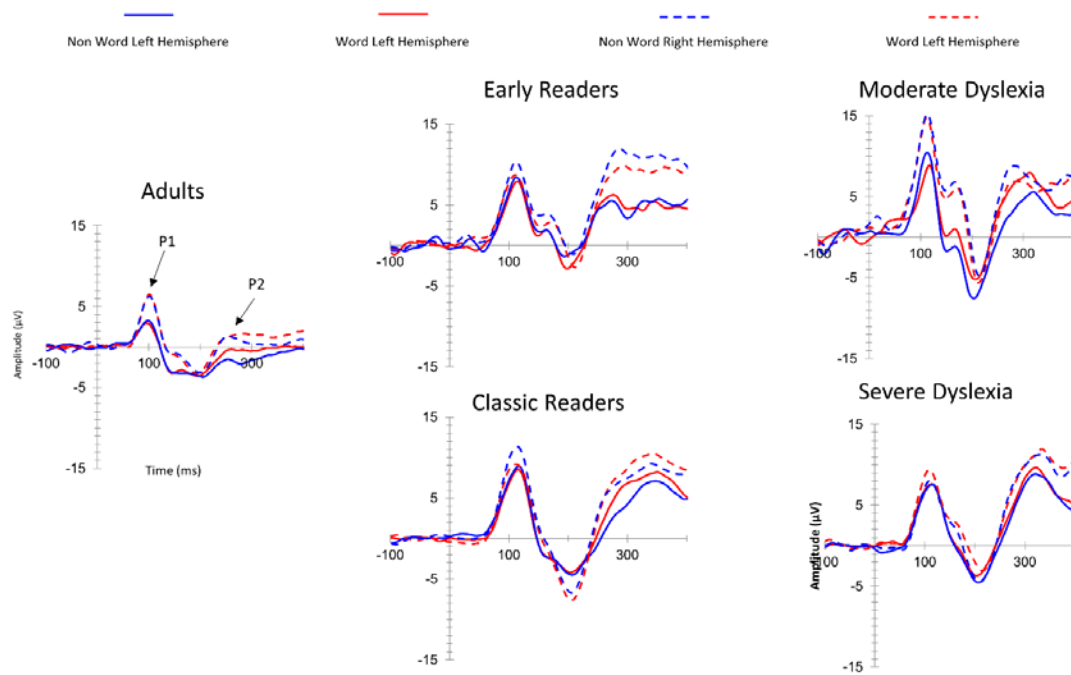 Non Word Left Hemisphere
Word Left Hemisphere
Non Word Right Hemisphere
Word Left Hemisphere
Early Readers
Moderate Dyslexia
Adults
Classic Readers
Severe Dyslexia
P1
P2
15
5
-5
-15
-100
100
300
Amplitude (µV)
Time (ms)
15
5
-5
-15
-100
100
300
15
5
-5
-15
-100
100
300
15
5
-5
-15
-100
100
300
15
5
-5
-15
100
300
Amplitude (µV)